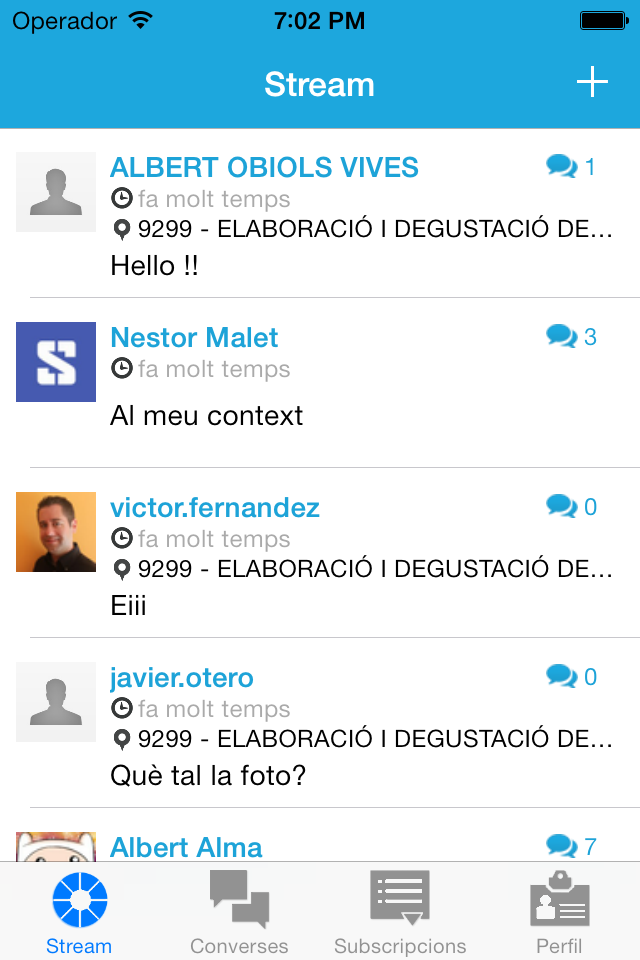 Operador 7:02 PM
Stream
ALBERT OBIOLS VIVES 1
fa molt temps
9299 - ELABORACIÓ I DEGUSTACIÓ DE...
Hello !!
Nestor Malet 3
fa molt temps
Al meu context
victor.fernandez 0
fa molt temps
9299 - ELABORACIÓ I DEGUSTACIÓ DE...
Eiii
javier.otero 0
fa molt temps
9299 - ELABORACIÓ I DEGUSTACIÓ DE...
Què tal la foto?
Albert Alma 7
Stream Converses Subscripcions Perfil